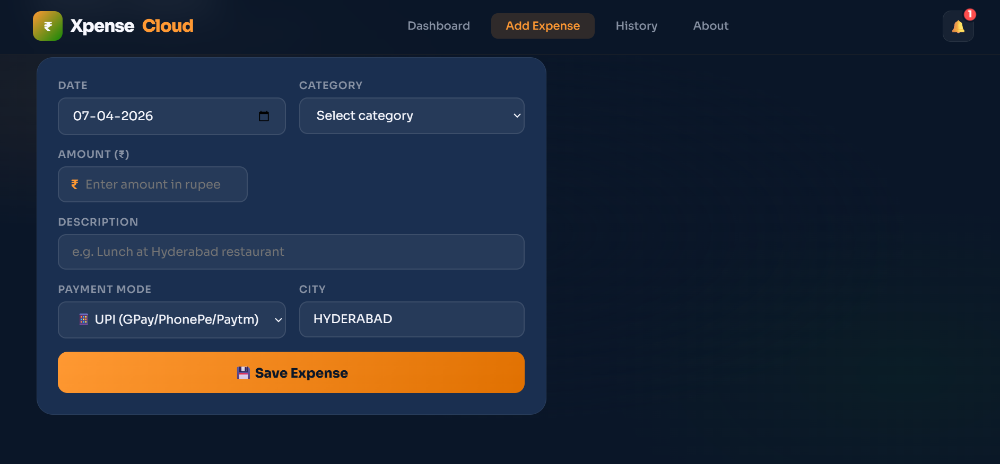 ₹ Xpense Cloud Dashboard Add Expense History About 1
DATE CATEGORY
07-04-2026 Select category
AMOUNT (₹)
₹ Enter amount in rupee
DESCRIPTION
e.g. Lunch at Hyderabad restaurant
PAYMENT MODE CITY
UPI (GPay/PhonePe/Paytm) HYDERABAD
Save Expense